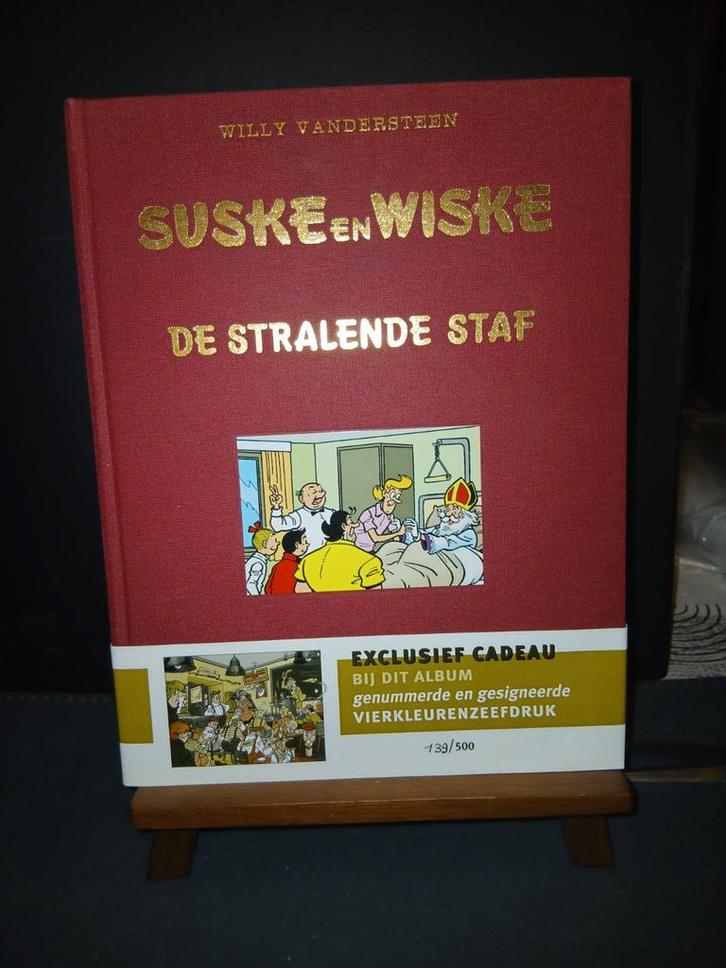 WILLY VANDERSTEEN
SUSKE EN WISKE
DE STRALENDE STAF
EXCLUSIEF CADEAU
BIJ DIT ALBUM
genummerde en gesigneerde
VIERKLEURENZEEFDRUK
139/500